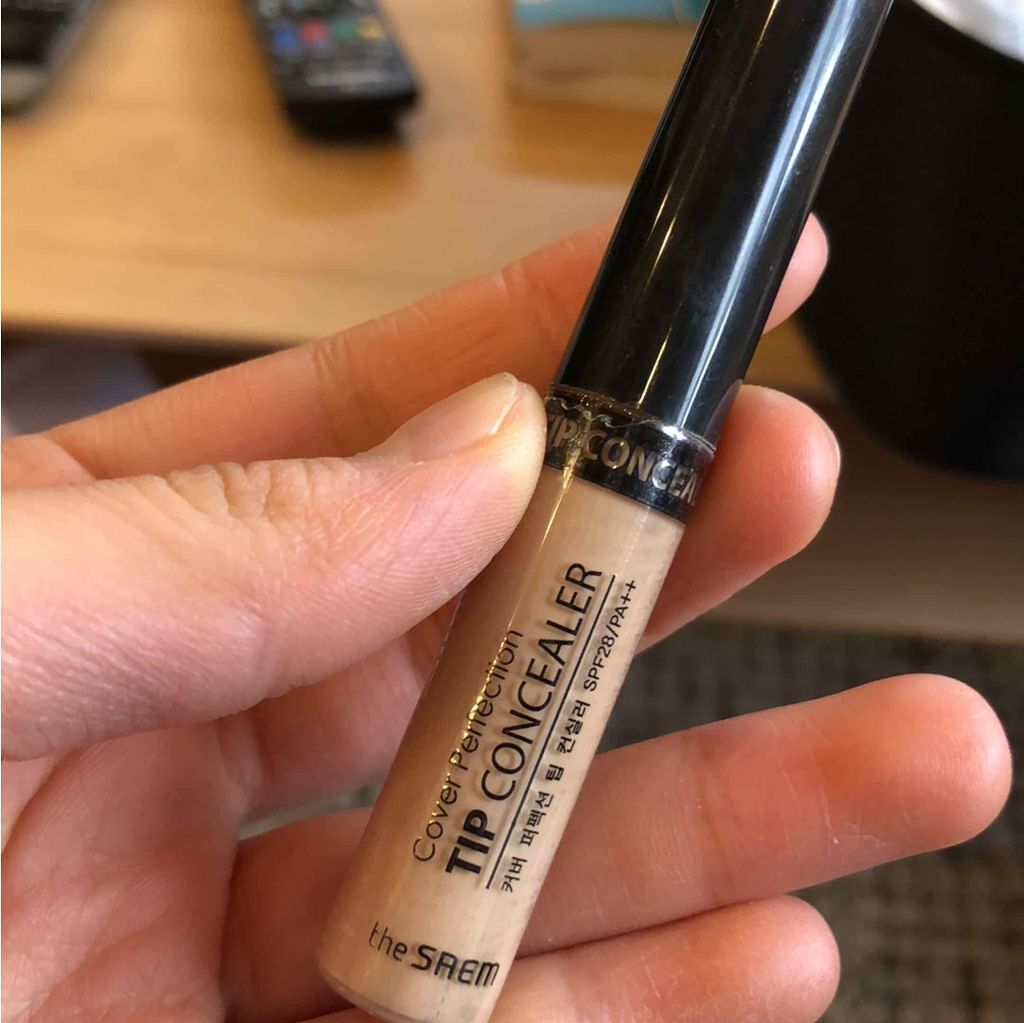 TIP CONCEA
Cover Perfection
TIP CONCEALER
커버 퍼펙션 팁 컨실러 SPF28/PA++
the SAEM